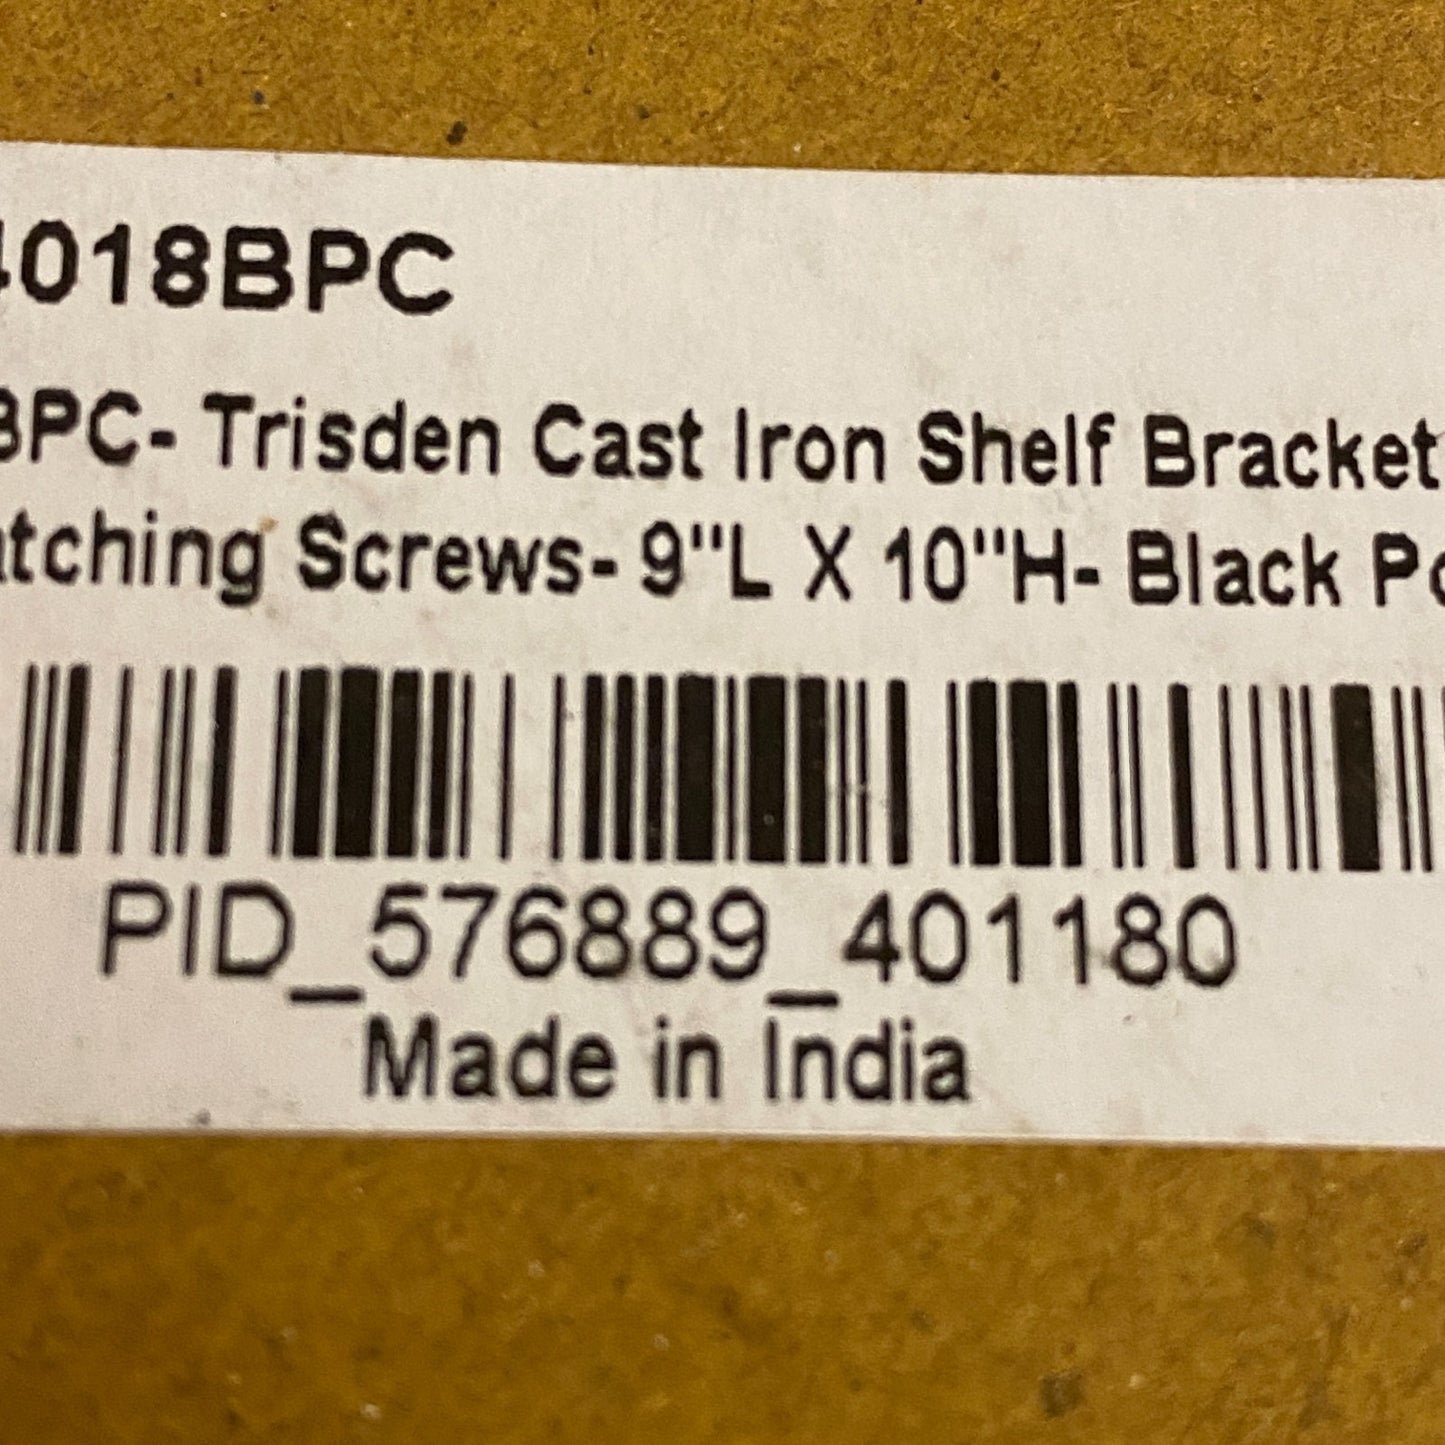 4018BPC
BPC- Trisden Cast Iron Shelf Bracket
atching Screws- 9"L X 10"H- Black Po
PID_576889_401180
Made in India